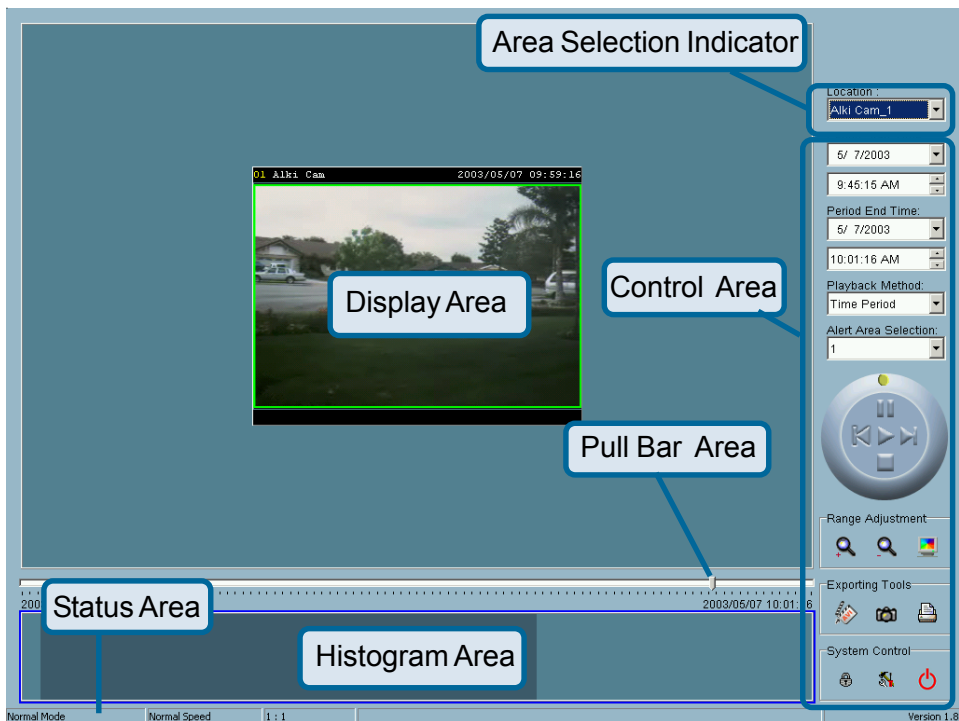 Area Selection Indicator
Location :
Alki Cam_1
5/ 7/2003
9:45:15 AM
Period End Time:
5/ 7/2003
10:01:16 AM
Playback Method:
Time Period
Alert Area Selection:
1
01 Alki Cam 2003/05/07 09:59:16
Display Area
Control Area
Pull Bar Area
Range Adjustment
Exporting Tools
System Control
2003/05/07 10:01:
Status Area
Histogram Area
Normal Mode Normal Speed 1 : 1 Version 1.8